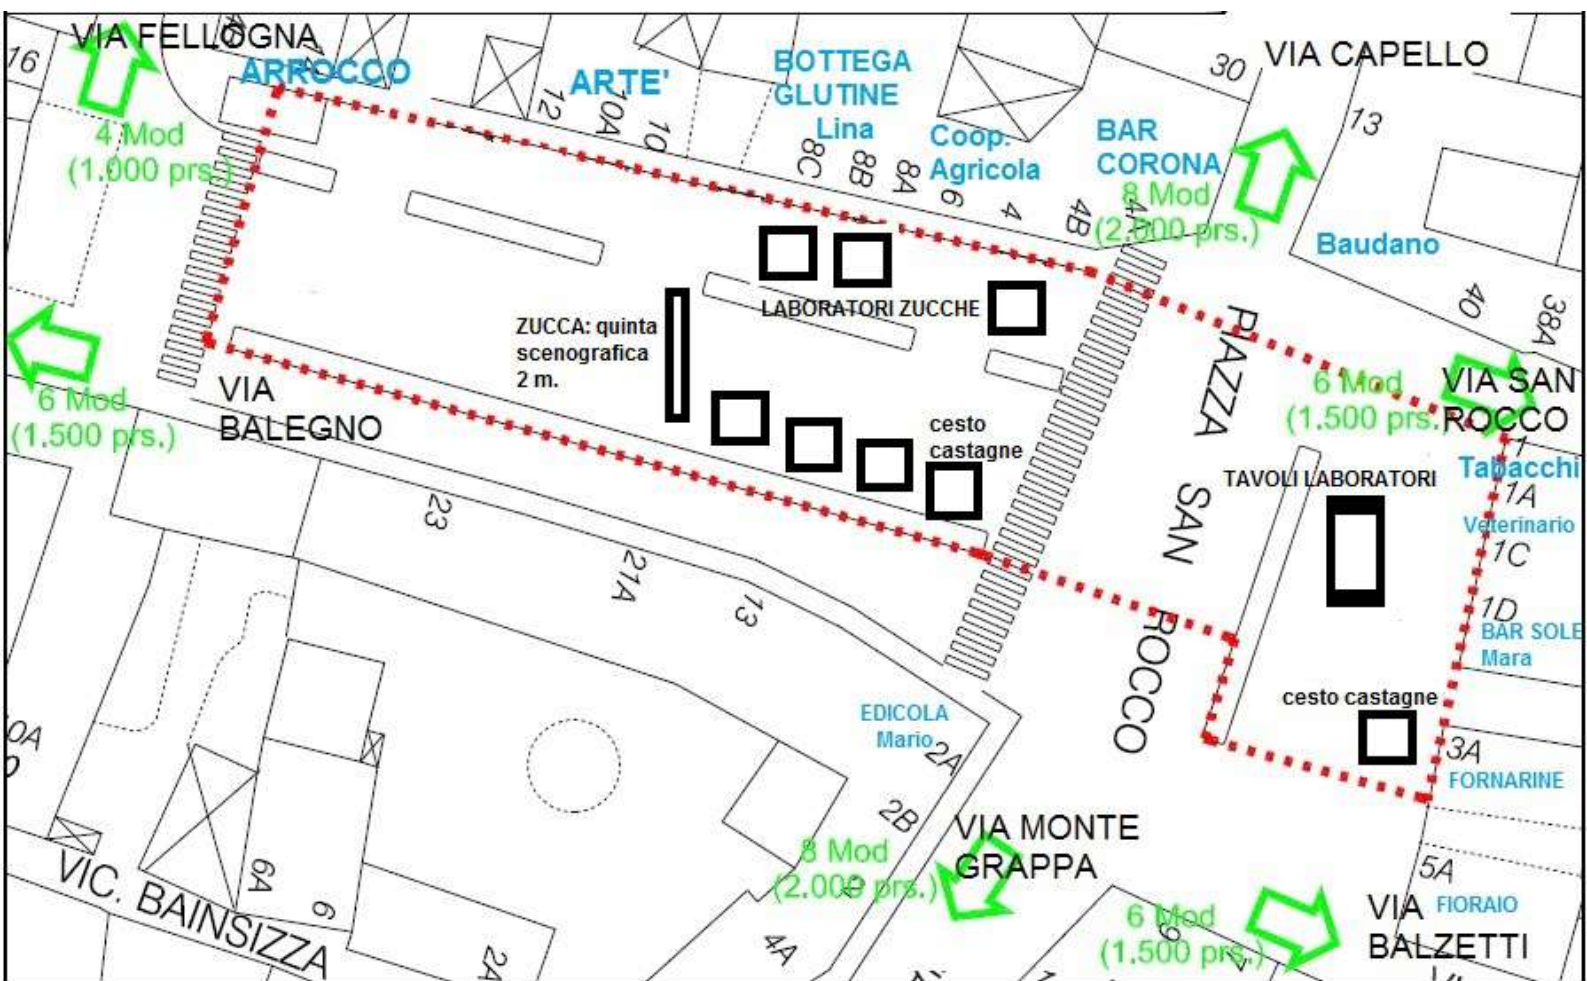 VIA FELLOGNA
16
ARROCCO
4 Mod
(1.000 prs.)
ARTE'
BOTTEGA
GLUTINE
Lina
12
10A
10
8C
8B
8A
6
4
4B
Coop.
Agricola
BAR
CORONA
8 Mod
(2.000 prs.)
30
VIA CAPELLO
13
Baudano
40
38A
LABORATORI ZUCCHE
ZUCCA: quinta
scenografica
2 m.
PIAZZA SAN ROCCO
6 Mod
(1.500 prs.)
VIA SAN
ROCCO
6 Mod
(1.500 prs.)
VIA
BALEGNO
cesto
castagne
TAVOLI LABORATORI
1
Tabacchi
1A
Veterinario
1C
1D
BAR SOLE
Mara
23
21A
13
cesto castagne
3A
FORNARINE
EDICOLA
Mario
2A
2B
VIA MONTE
GRAPPA
8 Mod
(2.000 prs.)
4A
5A
VIA
BALZETTI
FIORAIO
6 Mod
(1.500 prs.)
9
6A
6
VIC. BAINSIZZA
2A